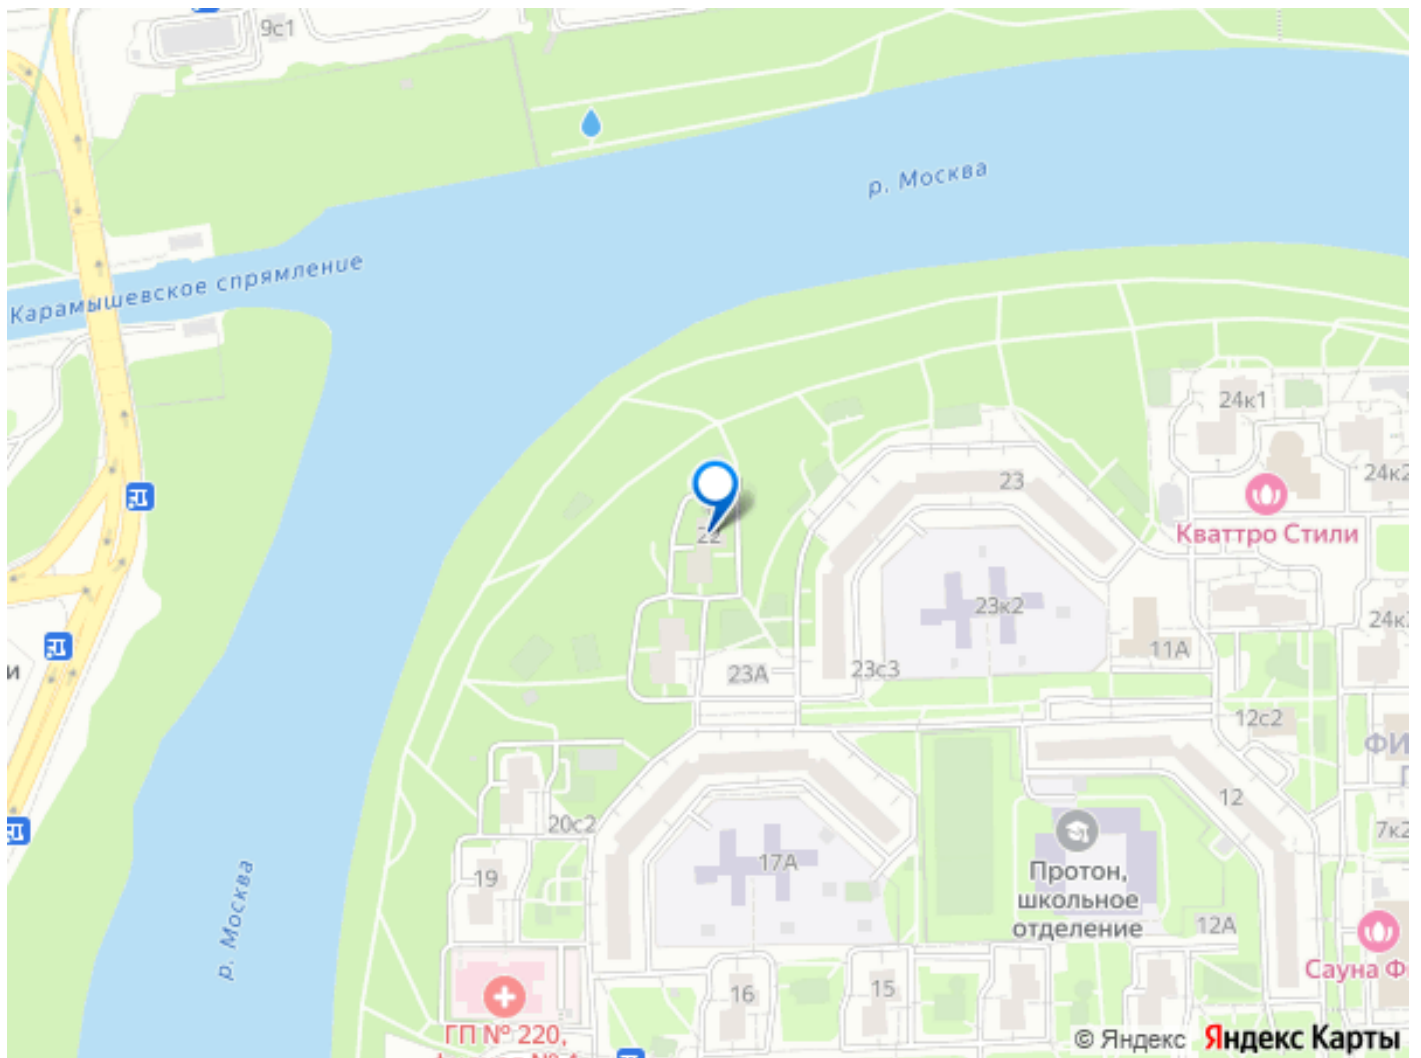 9с1
р. Москва
Карамышевское спрямление
24к1
23
24к2
22
Кваттро Стили
23к2
24к
11А
23А
23с3
и
12с2
ФИ
П
12
20с2
7к2
17А
19
Протон,
школьное
отделение
12А
р. Москва
Сауна Ф
16
15
ГП № 220,
© Яндекс Яндекс Карты